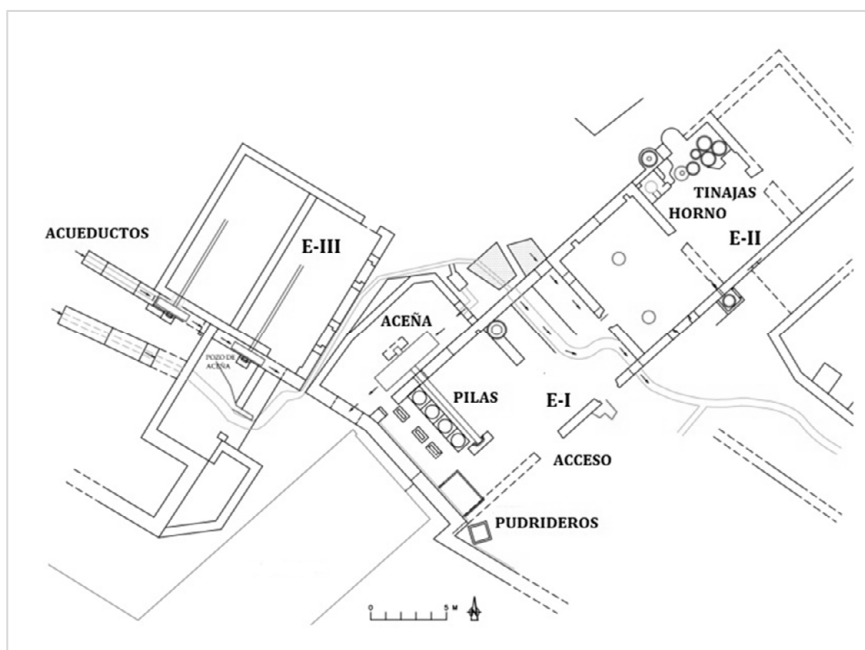 TINAJAS
HORNO
E-II
ACUEDUCTOS
E-III
ACEÑA
POZO DE
ACEÑA
PILAS
E-I
ACCESO
PUDRIDEROS
0 5 M
N